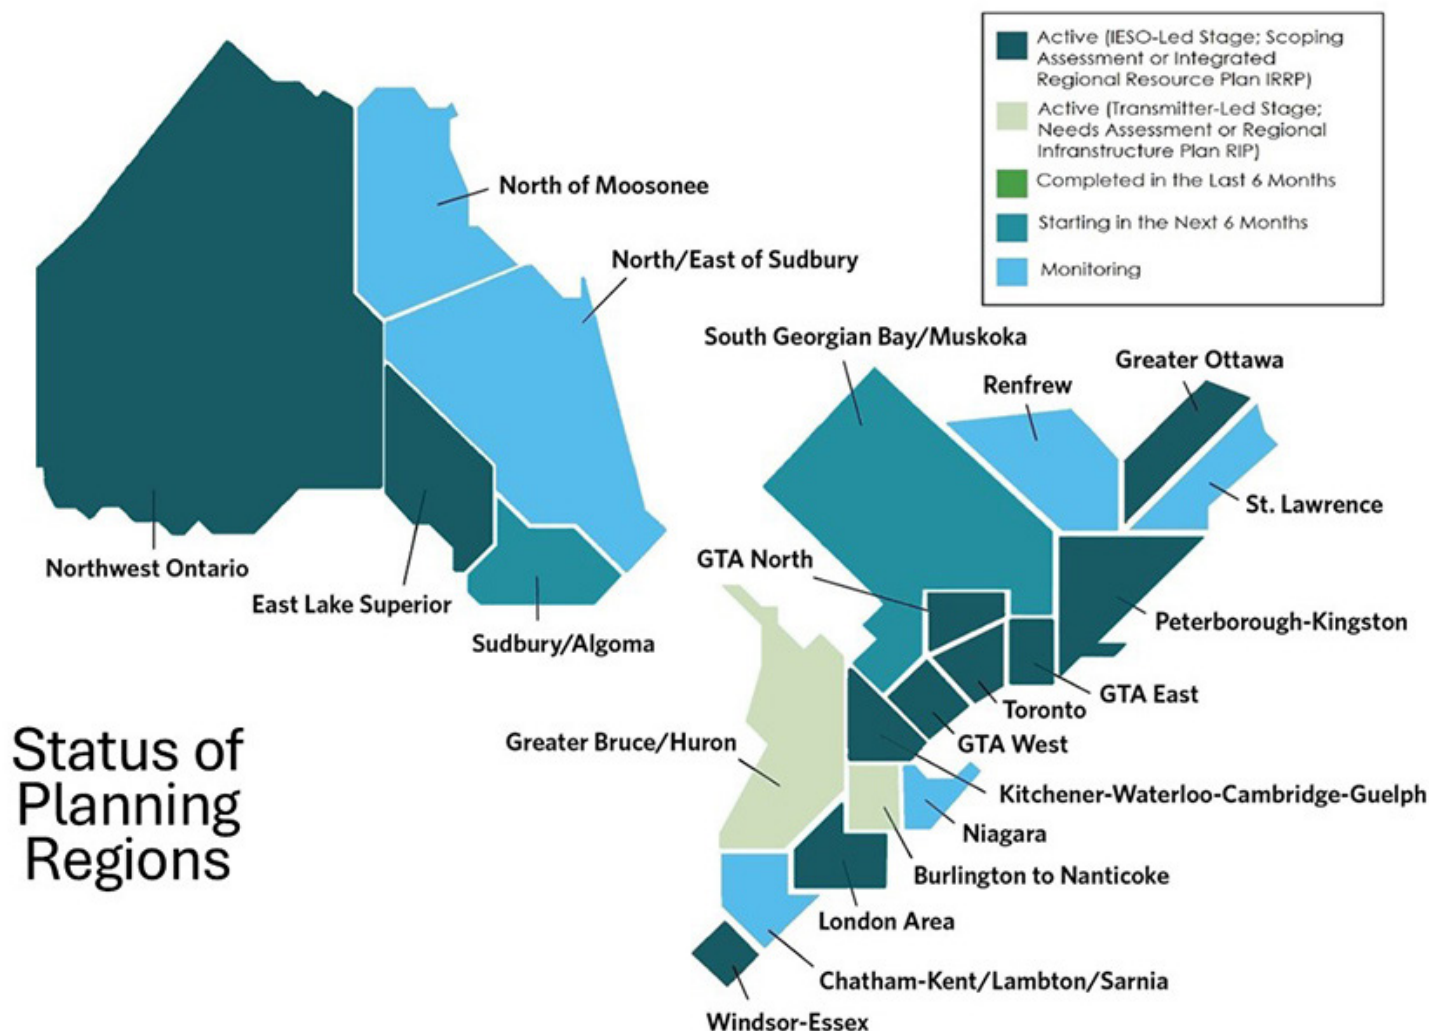 Active (IESO-Led Stage; Scoping
Assessment or Integrated
Regional Resource Plan IRRP)
Active (Transmitter-Led Stage;
Needs Assessment or Regional
Infranstructure Plan RIP)
Completed in the Last 6 Months
Starting in the Next 6 Months
Monitoring
North of Moosonee
North/East of Sudbury
South Georgian Bay/Muskoka
Greater Ottawa
Renfrew
St. Lawrence
GTA North
Northwest Ontario
East Lake Superior
Sudbury/Algoma
Peterborough-Kingston
GTA East
Toronto
GTA West
Greater Bruce/Huron
Kitchener-Waterloo-Cambridge-Guelph
Niagara
Burlington to Nanticoke
London Area
Chatham-Kent/Lambton/Sarnia
Windsor-Essex
Status of
Planning
Regions